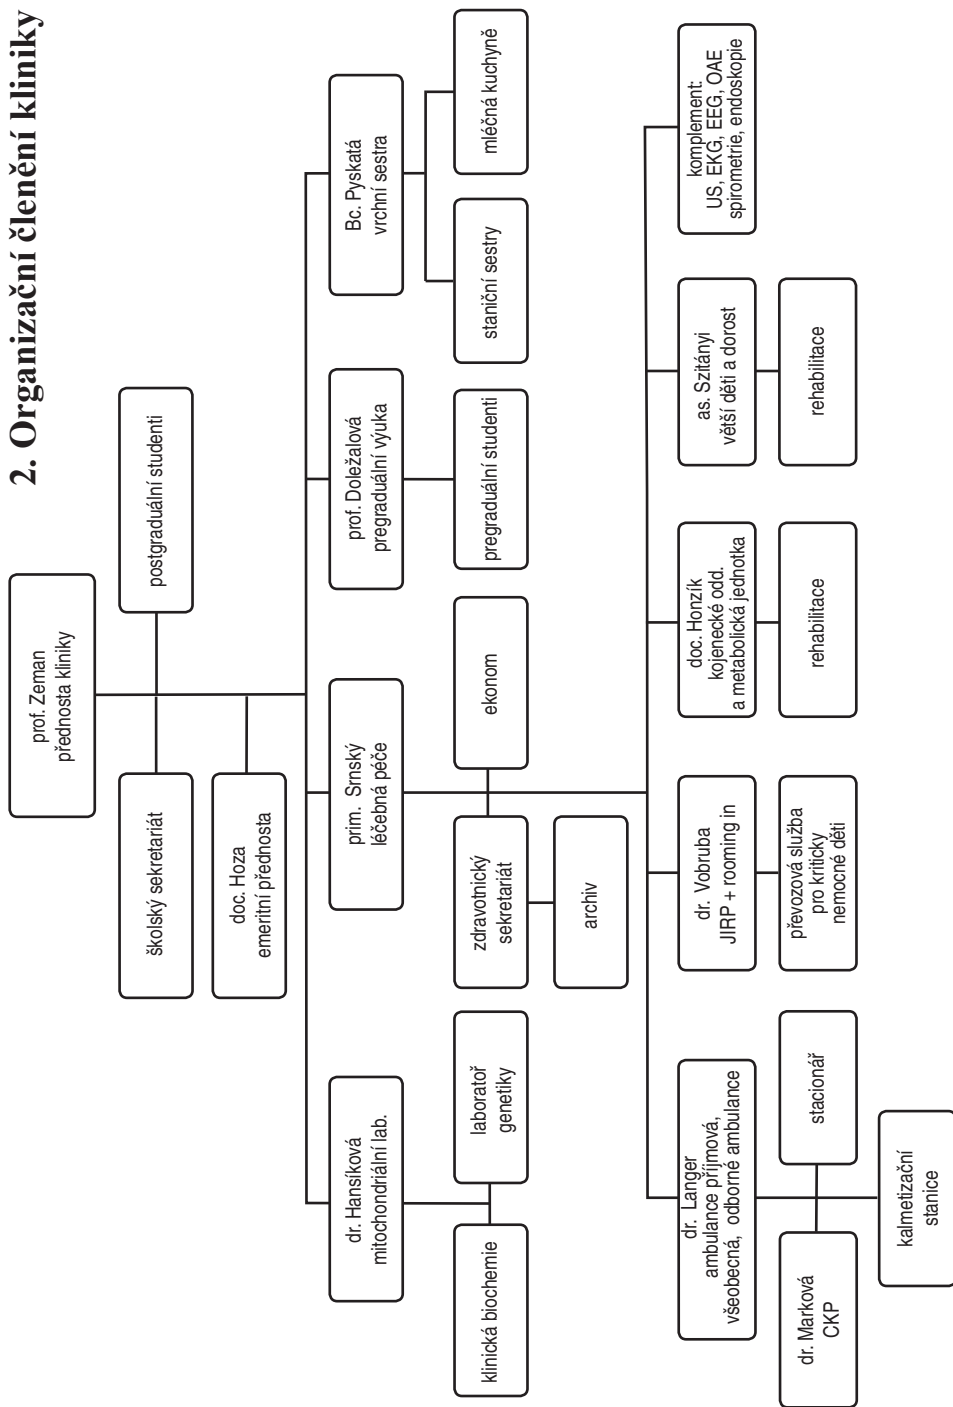 2. Organizační členění kliniky
prof. Zeman
přednosta kliniky
školský sekretariát
postgraduální studenti
doc. Hoza
emeritní přednosta
dr. Hansíková
mitochondriální lab.
prim. Srnský
léčebná péče
prof. Doležalová
pregraduální výuka
Bc. Pyskatá
vrchní sestra
klinická biochemie
laboratoř
genetiky
zdravotnický
sekretariát
ekonom
pregraduální studenti
staniční sestry
mléčná kuchyně
archiv
dr. Langer
ambulance příjmová,
všeobecná, odborné ambulance
dr. Vobruba
JIRP + rooming in
doc. Honzík
kojenecké odd.
a metabolická jednotka
as. Szitányi
větší děti a dorost
komplement:
US, EKG, EEG, OAE
spirometrie, endoskopie
dr. Marková
CKP
stacionář
převozová služba
pro kriticky
nemocné děti
rehabilitace
rehabilitace
kalmetizační
stanice